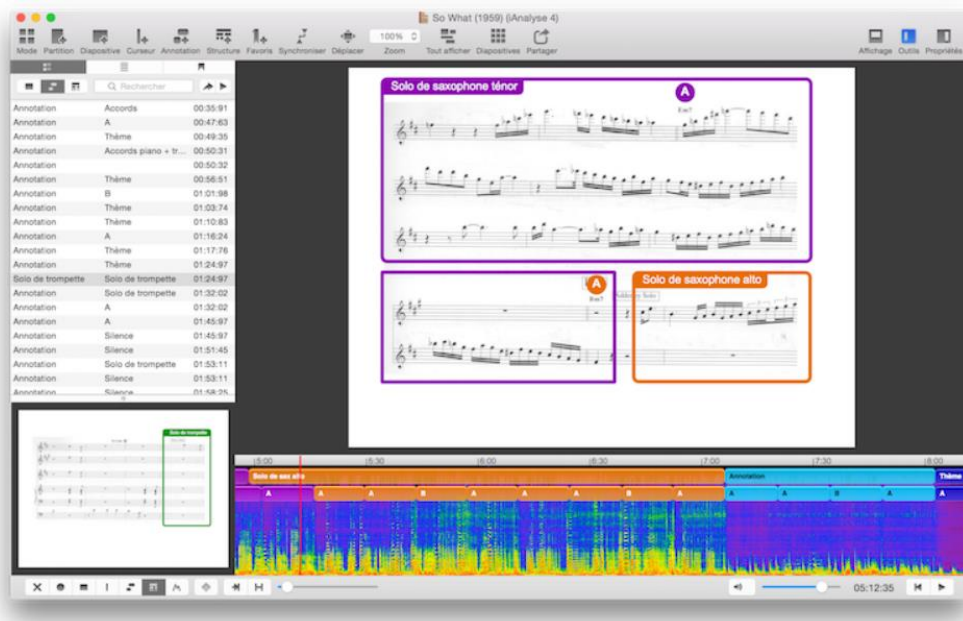 So What (1959) (iAnalyse 4)
100%
Mode Partition Diapositive Curseur Annotation Structure Favoris Synchroniser Déplacer Zoom Tout afficher Diapositives Partager Affichage Outils Propriétés
Rechercher
Annotation Accords 00:35:91
Annotation A 00:47:63
Annotation Thème 00:49:35
Annotation Accords piano + tr... 00:50:31
Annotation 00:50:32
Annotation Thème 00:56:51
Annotation B 01:01:98
Annotation Thème 01:03:74
Annotation Thème 01:10:83
Annotation A 01:16:24
Annotation Thème 01:17:76
Annotation Thème 01:24:97
Solo de trompette Solo de trompette 01:24:97
Annotation Solo de trompette 01:32:02
Annotation A 01:32:02
Annotation A 01:45:97
Annotation Silence 01:45:97
Annotation Silence 01:51:45
Annotation Solo de trompette 01:53:11
Annotation Silence 01:53:11
Annotation Silence 01:58:25
Solo de saxophone ténor
A
Em7
A
Solo de saxophone alto
Solo de trompette
5:00 5:30 6:00 6:30 7:00 7:30 8:00
Solo de sax alto Annotation Thème
A A A B A A A B A A A B A A
05:12:35